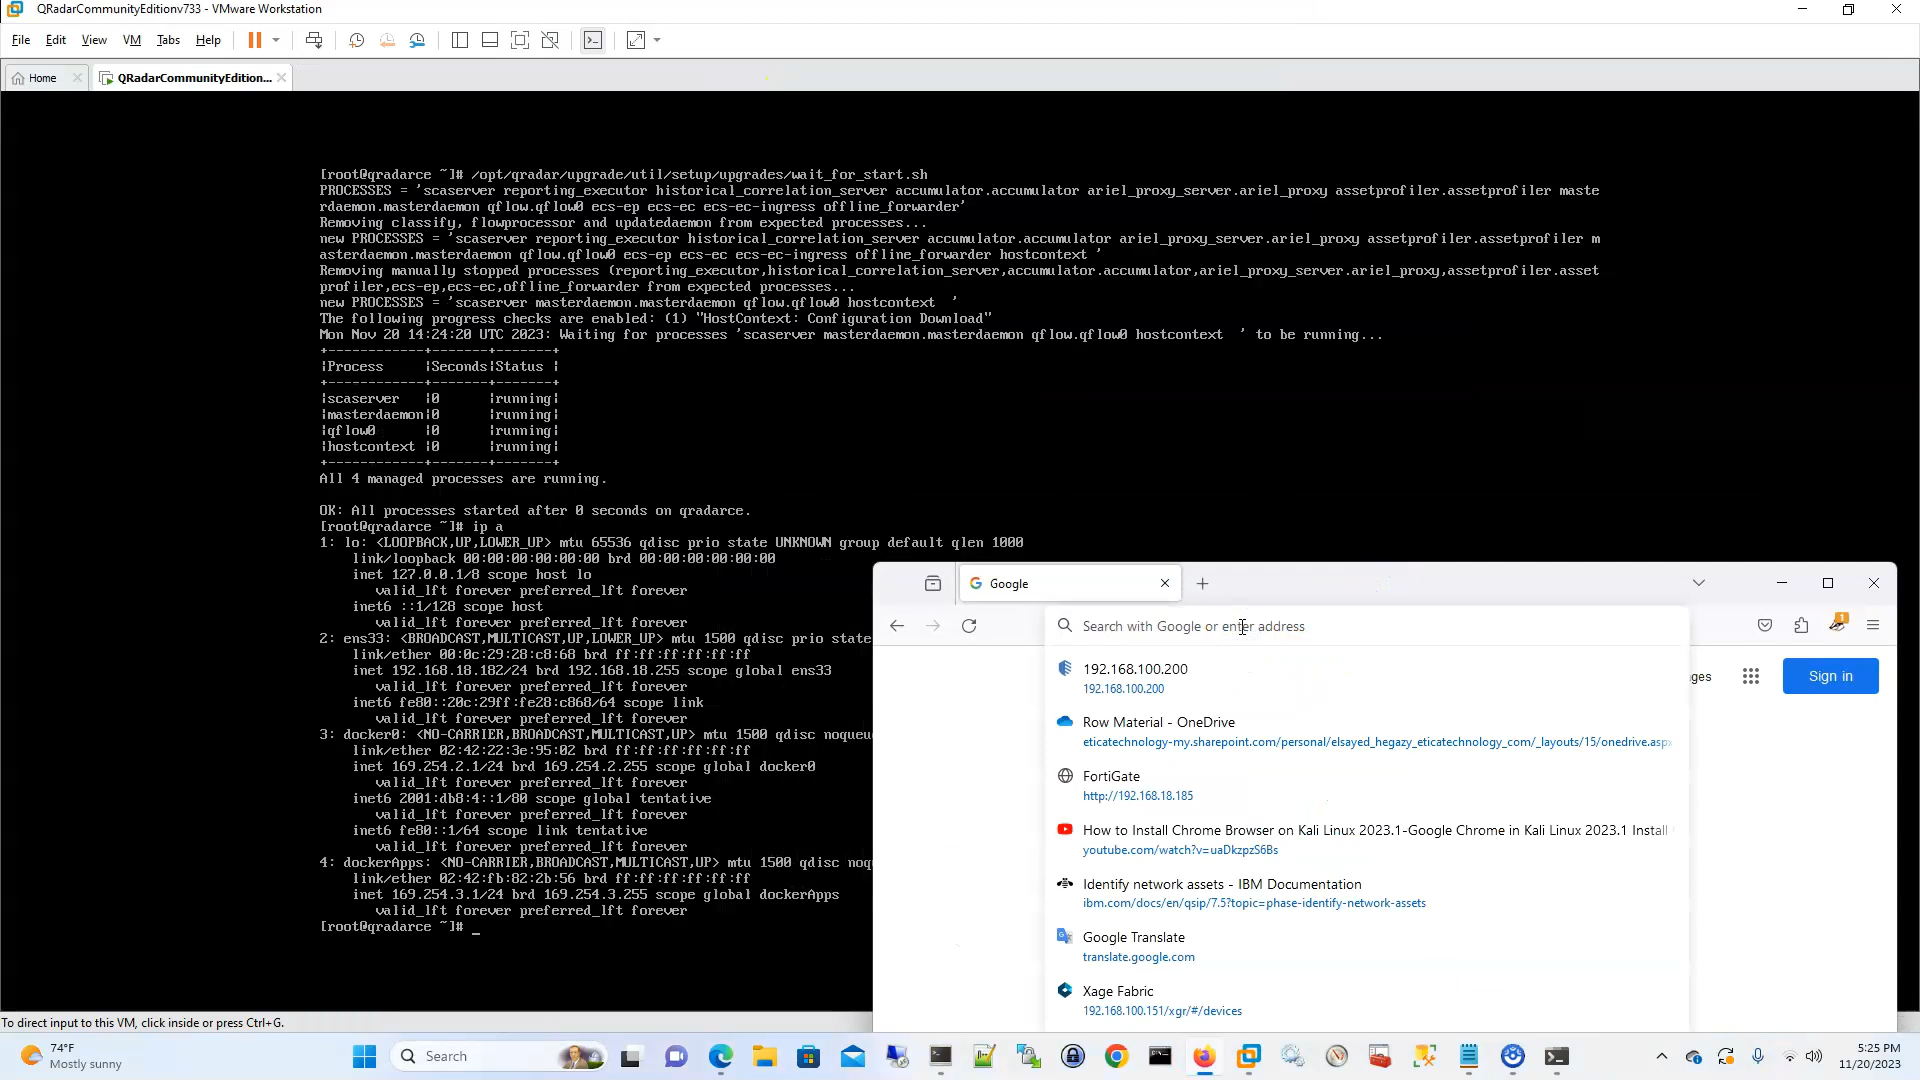 QRadarCommunityEditionv733 - VMware Workstation
File Edit View VM Tabs Help
Home QRadarCommunityEdition...
[root@qradarce ~]# /opt/qradar/upgrade/util/setup/upgrades/wait_for_start.sh
PROCESSES = 'scaserver reporting_executor historical_correlation_server accumulator.accumulator ariel_proxy_server.ariel_proxy assetprofiler.assetprofiler maste
rdaemon.masterdaemon qflow.qflow0 ecs-ep ecs-ec ecs-ec-ingress offline_forwarder'
Removing classify, flowprocessor and updatedaemon from expected processes...
new PROCESSES = 'scaserver reporting_executor historical_correlation_server accumulator.accumulator ariel_proxy_server.ariel_proxy assetprofiler.assetprofiler m
asterdaemon.masterdaemon qflow.qflow0 ecs-ep ecs-ec ecs-ec-ingress offline_forwarder hostcontext '
Removing manually stopped processes (reporting_executor,historical_correlation_server,accumulator.accumulator,ariel_proxy_server.ariel_proxy,assetprofiler.asset
profiler,ecs-ep,ecs-ec,offline_forwarder from expected processes...
new PROCESSES = 'scaserver masterdaemon.masterdaemon qflow.qflow0 hostcontext  '
The following progress checks are enabled: (1) "HostContext: Configuration Download"
Mon Nov 20 14:24:20 UTC 2023: Waiting for processes 'scaserver masterdaemon.masterdaemon qflow.qflow0 hostcontext  ' to be running...
+------------+-------+-------+
|Process     |Seconds|Status |
+------------+-------+-------+
|scaserver   |0      |running|
|masterdaemon|0      |running|
|qflow0      |0      |running|
|hostcontext |0      |running|
+------------+-------+-------+
All 4 managed processes are running.
OK: All processes started after 0 seconds on qradarce.
[root@qradarce ~]# ip a
1: lo: <LOOPBACK,UP,LOWER_UP> mtu 65536 qdisc prio state UNKNOWN group default qlen 1000
link/loopback 00:00:00:00:00:00 brd 00:00:00:00:00:00
inet 127.0.0.1/8 scope host lo
valid_lft forever preferred_lft forever
inet6 ::1/128 scope host
valid_lft forever preferred_lft forever
2: ens33: <BROADCAST,MULTICAST,UP,LOWER_UP> mtu 1500 qdisc prio state
link/ether 00:0c:29:28:c8:68 brd ff:ff:ff:ff:ff:ff
inet 192.168.18.182/24 brd 192.168.18.255 scope global ens33
valid_lft forever preferred_lft forever
inet6 fe80::20c:29ff:fe28:c868/64 scope link
valid_lft forever preferred_lft forever
3: docker0: <NO-CARRIER,BROADCAST,MULTICAST,UP> mtu 1500 qdisc noqueu
link/ether 02:42:22:3e:95:02 brd ff:ff:ff:ff:ff:ff
inet 169.254.2.1/24 brd 169.254.2.255 scope global docker0
valid_lft forever preferred_lft forever
inet6 2001:db8:4::1/80 scope global tentative
valid_lft forever preferred_lft forever
inet6 fe80::1/64 scope link tentative
valid_lft forever preferred_lft forever
4: dockerApps: <NO-CARRIER,BROADCAST,MULTICAST,UP> mtu 1500 qdisc noq
link/ether 02:42:fb:82:2b:56 brd ff:ff:ff:ff:ff:ff
inet 169.254.3.1/24 brd 169.254.3.255 scope global dockerApps
valid_lft forever preferred_lft forever
[root@qradarce ~]# _
Google
Search with Google or enter address
192.168.100.200
192.168.100.200
Row Material - OneDrive
eticatechnology-my.sharepoint.com/personal/elsayed_hegazy_eticatechnology_com/_layouts/15/onedrive.aspx
FortiGate
http://192.168.18.185
How to Install Chrome Browser on Kali Linux 2023.1-Google Chrome in Kali Linux 2023.1 Install
youtube.com/watch?v=uaDkzpzS6Bs
Identify network assets - IBM Documentation
ibm.com/docs/en/qsip/7.5?topic=phase-identify-network-assets
Google Translate
translate.google.com
Xage Fabric
192.168.100.151/xgr/#/devices
ges
Sign in
To direct input to this VM, click inside or press Ctrl+G.
74°F
Mostly sunny
Search
5:25 PM
11/20/2023